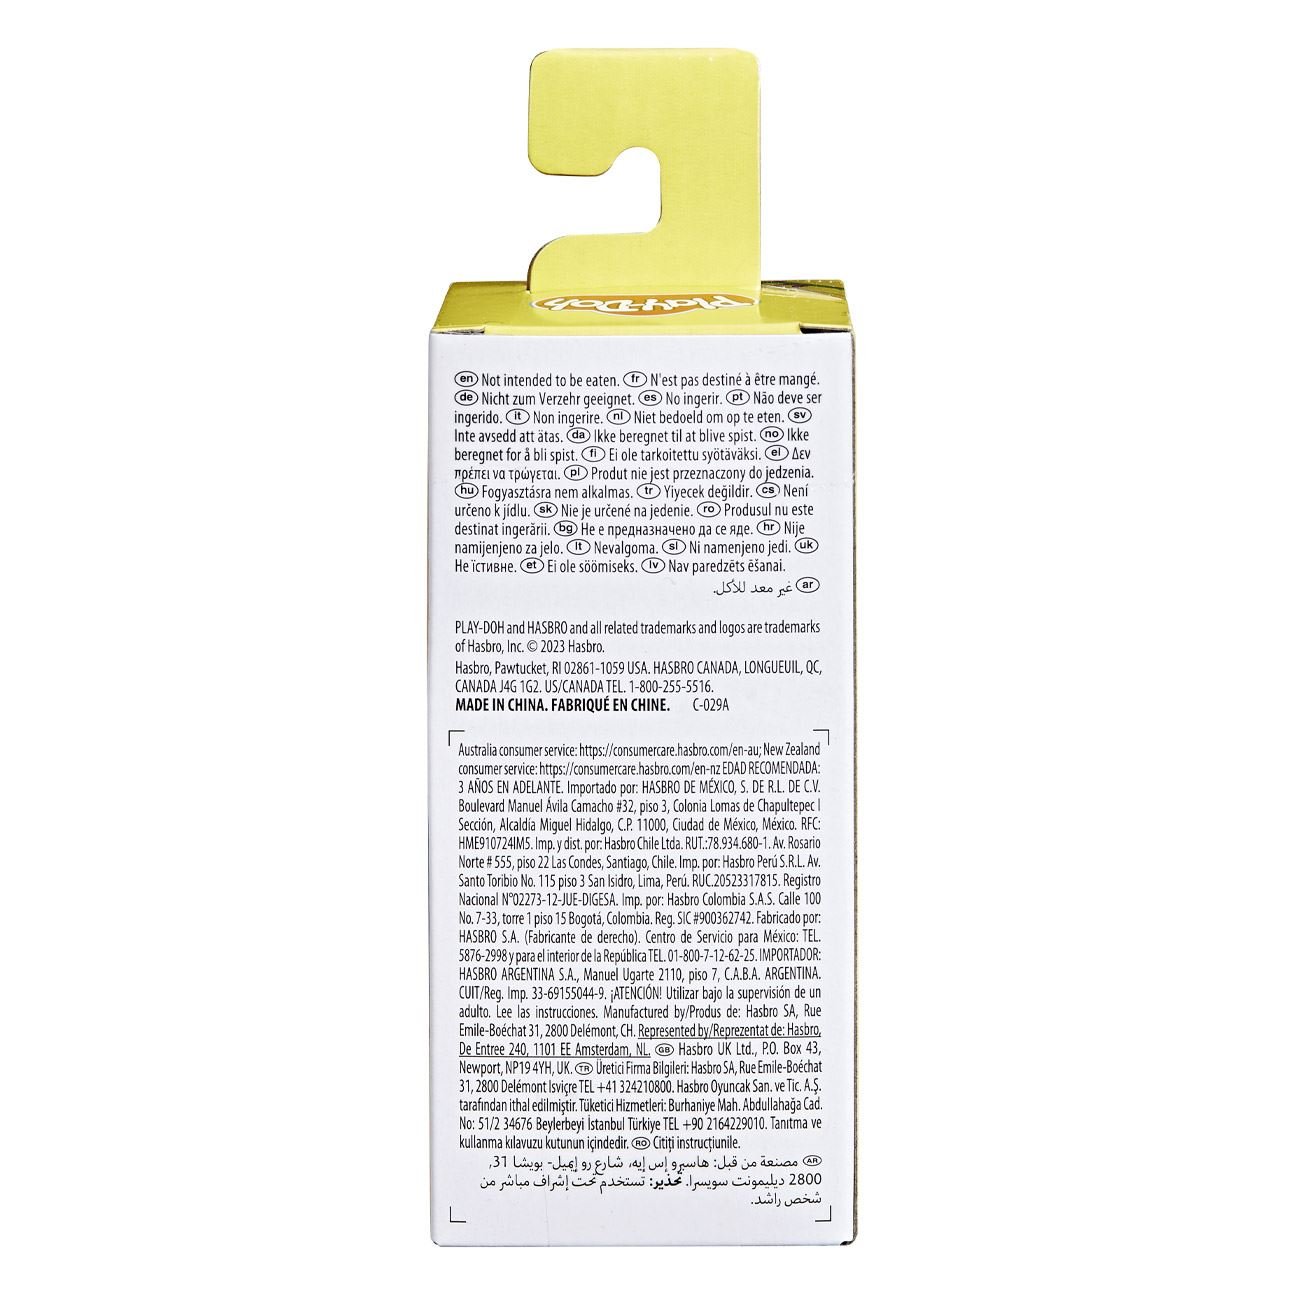 Play-Doh
en Not intended to be eaten. fr N'est pas destiné à être mangé.
de Nicht zum Verzehr geeignet. es No ingerir. pt Não deve ser
ingerido. it Non ingerire. nl Niet bedoeld om op te eten. sv
Inte avsedd att ätas. da Ikke beregnet til at blive spist. no Ikke
beregnet for å bli spist. fi Ei ole tarkoitettu syötäväksi. el Δεν
πρέπει να τρώγεται. pl Produt nie jest przeznaczony do jedzenia.
hu Fogyasztásra nem alkalmas. tr Yiyecek değildir. cs Není
určeno k jídlu. sk Nie je určené na jedenie. ro Produsul nu este
destinat ingerării. bg Не е предназначено да се яде. hr Nije
namijenjeno za jelo. lt Nevalgoma. sl Ni namenjeno jedi. uk
Не їстивне. et Ei ole söömiseks. lv Nav paredzēts ēšanai.
ar غير معد للأكل.
PLAY-DOH and HASBRO and all related trademarks and logos are trademarks
of Hasbro, Inc. © 2023 Hasbro.
Hasbro, Pawtucket, RI 02861-1059 USA. HASBRO CANADA, LONGUEUIL, QC,
CANADA J4G 1G2. US/CANADA TEL. 1-800-255-5516.
MADE IN CHINA. FABRIQUÉ EN CHINE. C-029A
Australia consumer service: https://consumercare.hasbro.com/en-au; New Zealand
consumer service: https://consumercare.hasbro.com/en-nz EDAD RECOMENDADA:
3 AÑOS EN ADELANTE. Importado por: HASBRO DE MÉXICO, S. DE R.L. DE C.V.
Boulevard Manuel Ávila Camacho #32, piso 3, Colonia Lomas de Chapultepec I
Sección, Alcaldía Miguel Hidalgo, C.P. 11000, Ciudad de México, México. RFC:
HME910724IM5. Imp. y dist. por: Hasbro Chile Ltda. RUT.:78.934.680-1. Av. Rosario
Norte # 555, piso 22 Las Condes, Santiago, Chile. Imp. por: Hasbro Perú S.R.L. Av.
Santo Toribio No. 115 piso 3 San Isidro, Lima, Perú. RUC.20523317815. Registro
Nacional N°02273-12-JUE-DIGESA. Imp. por: Hasbro Colombia S.A.S. Calle 100
No. 7-33, torre 1 piso 15 Bogotá, Colombia. Reg. SIC #900362742. Fabricado por:
HASBRO S.A. (Fabricante de derecho). Centro de Servicio para México: TEL.
5876-2998 y para el interior de la República TEL. 01-800-7-12-62-25. IMPORTADOR:
HASBRO ARGENTINA S.A., Manuel Ugarte 2110, piso 7, C.A.B.A. ARGENTINA.
CUIT/Reg. Imp. 33-69155044-9. ¡ATENCIÓN! Utilizar bajo la supervisión de un
adulto. Lee las instrucciones. Manufactured by/Produs de: Hasbro SA, Rue
Emile-Boéchat 31, 2800 Delémont, CH. Represented by/Reprezentat de: Hasbro,
De Entree 240, 1101 EE Amsterdam, NL. GB Hasbro UK Ltd., P.O. Box 43,
Newport, NP19 4YH, UK. TR Üretici Firma Bilgileri: Hasbro SA, Rue Emile-Boéchat
31, 2800 Delémont Isviçre TEL +41 324210800. Hasbro Oyuncak San. ve Tic. A.Ş.
tarafından ithal edilmiştir. Tüketici Hizmetleri: Burhaniye Mah. Abdullahağa Cad.
No: 51/2 34676 Beylerbeyi İstanbul Türkiye TEL +90 2164229010. Tanıtma ve
kullanma kılavuzu kutunun içindedir. RO Citiți instrucțiunile.
AR مصنعة من قبل: هاسبرو إس إيه، شارع رو إيميل- بويشا 31,
2800 ديليمونت سويسرا. تحذير: تستخدم تحت إشراف مباشر من
شخص راشد.